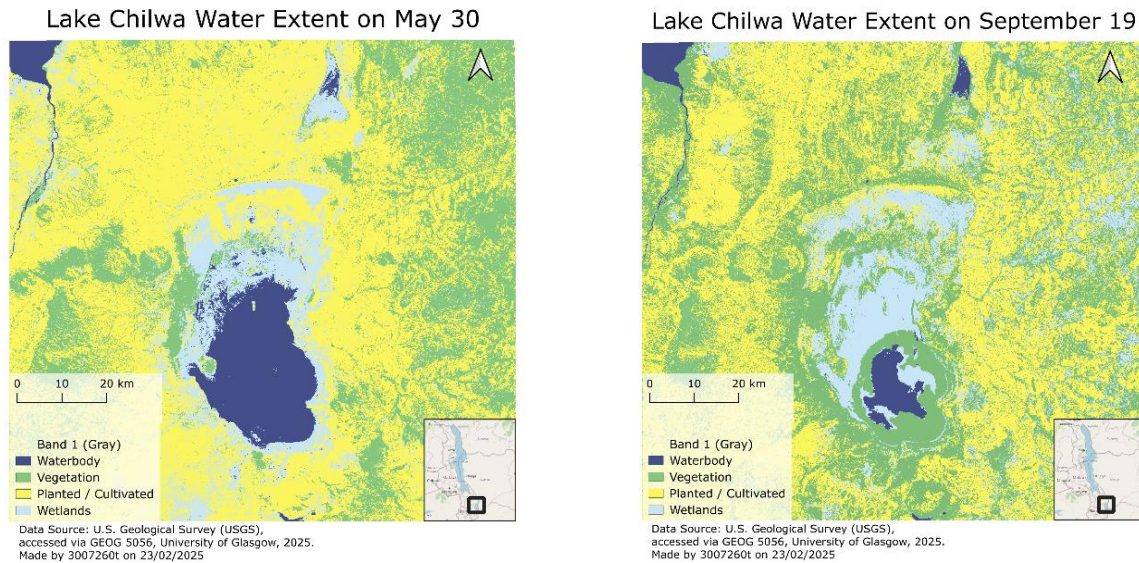 Lake Chilwa Water Extent on May 30
0 10 20 km
Band 1 (Gray)
Waterbody
Vegetation
Planted / Cultivated
Wetlands
Data Source: U.S. Geological Survey (USGS),
accessed via GEOG 5056, University of Glasgow, 2025.
Made by 3007260t on 23/02/2025
Lake Chilwa Water Extent on September 19
0 10 20 km
Band 1 (Gray)
Waterbody
Vegetation
Planted / Cultivated
Wetlands
Data Source: U.S. Geological Survey (USGS),
accessed via GEOG 5056, University of Glasgow, 2025.
Made by 3007260t on 23/02/2025